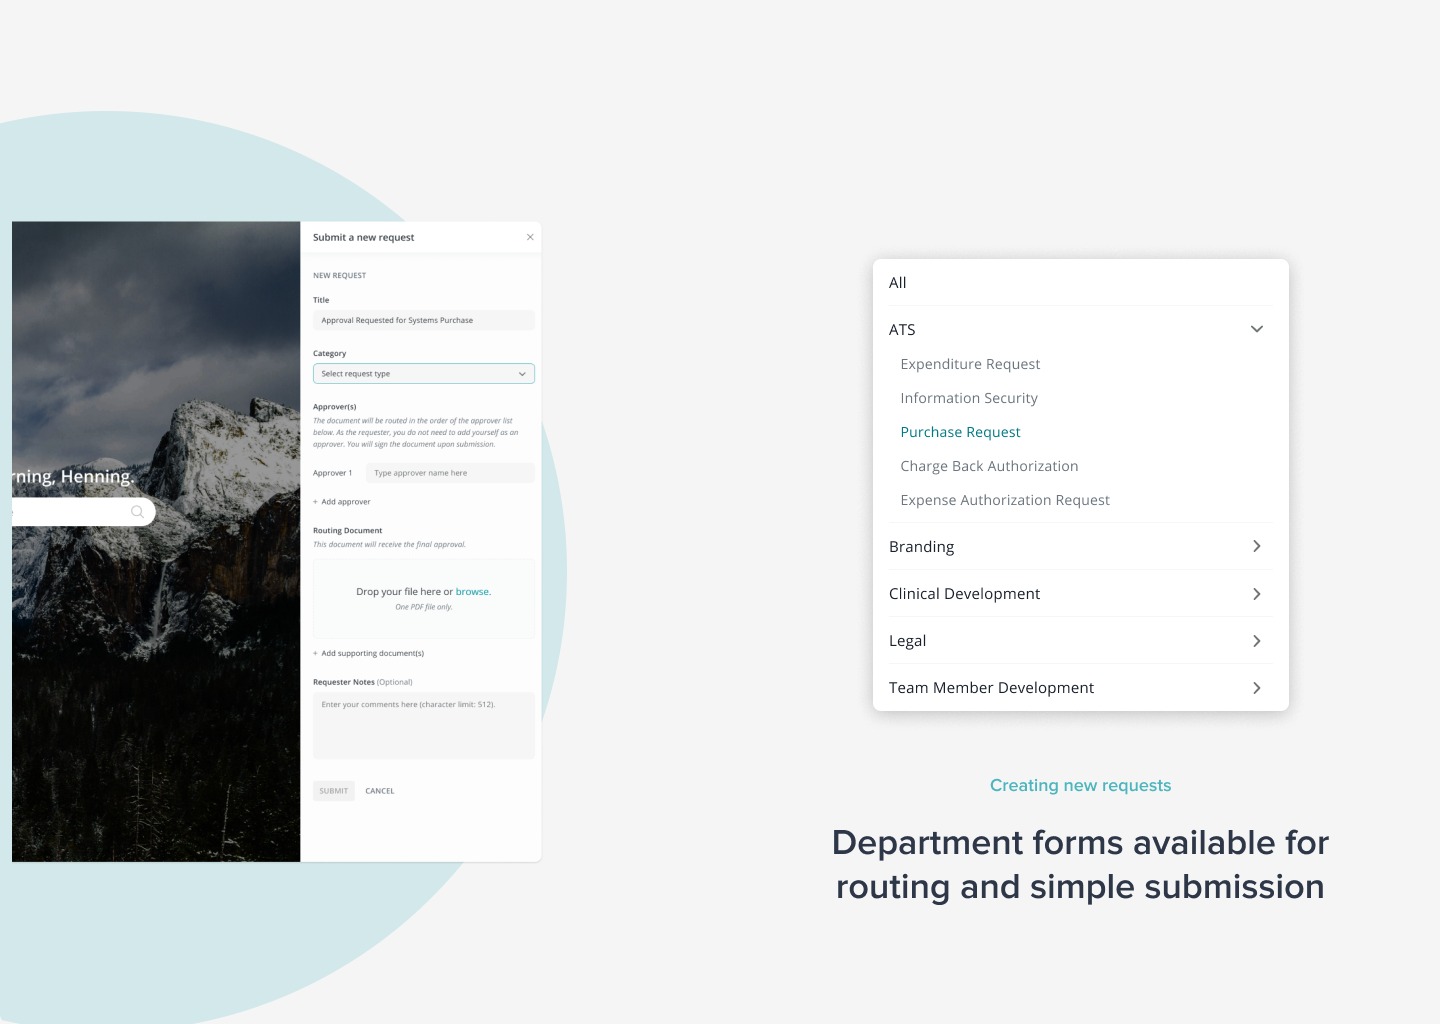 rning, Henning.
Submit a new request
NEW REQUEST
Title
Approval Requested for Systems Purchase
Category
Select request type
Approver(s)
The document will be routed in the order of the approver list
below. As the requester, you do not need to add yourself as an
approver. You will sign the document upon submission.
Approver 1
Type approver name here
+ Add approver
Routing Document
This document will receive the final approval.
Drop your file here or browse.
One PDF file only.
+ Add supporting document(s)
Requester Notes (Optional)
Enter your comments here (character limit: 512).
SUBMIT
CANCEL
All
ATS
Expenditure Request
Information Security
Purchase Request
Charge Back Authorization
Expense Authorization Request
Branding
Clinical Development
Legal
Team Member Development
Creating new requests
Department forms available for
routing and simple submission